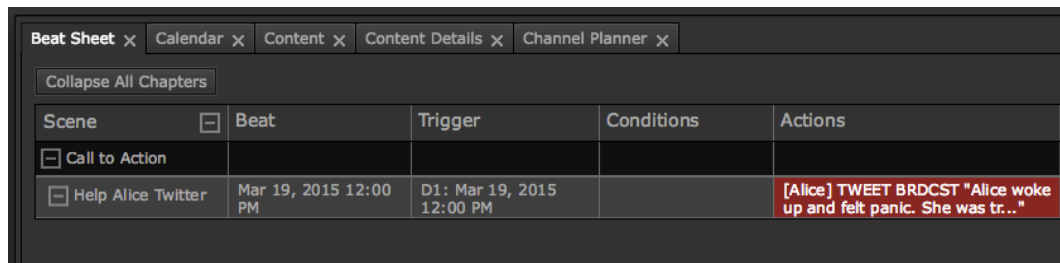 Beat Sheet × Calendar × Content × Content Details × Channel Planner ×
Collapse All Chapters
Scene Beat Trigger Conditions Actions
Call to Action
Help Alice Twitter Mar 19, 2015 12:00 D1: Mar 19, 2015 [Alice] TWEET BRDCST "Alice woke
PM 12:00 PM up and felt panic. She was tr..."